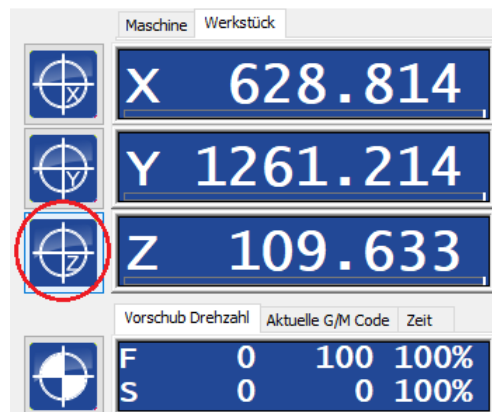 Maschine Werkstück
X X 628.814
Y Y 1261.214
Z Z 109.633
Vorschub Drehzahl Aktuelle G/M Code Zeit
F 0 100 100%
S 0 0 100%